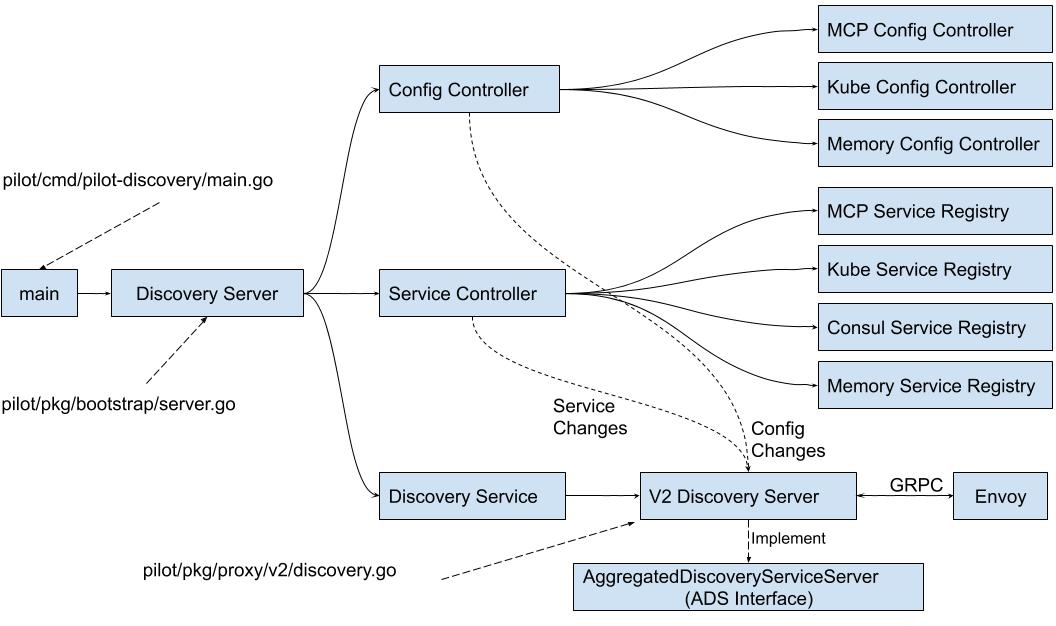 MCP Config Controller
Config Controller
Kube Config Controller
Memory Config Controller
pilot/cmd/pilot-discovery/main.go
MCP Service Registry
Kube Service Registry
main
Discovery Server
Service Controller
Consul Service Registry
Memory Service Registry
pilot/pkg/bootstrap/server.go
Service
Changes
Config
Changes
Discovery Service
V2 Discovery Server
GRPC
Envoy
Implement
pilot/pkg/proxy/v2/discovery.go
AggregatedDiscoveryServiceServer
(ADS Interface)